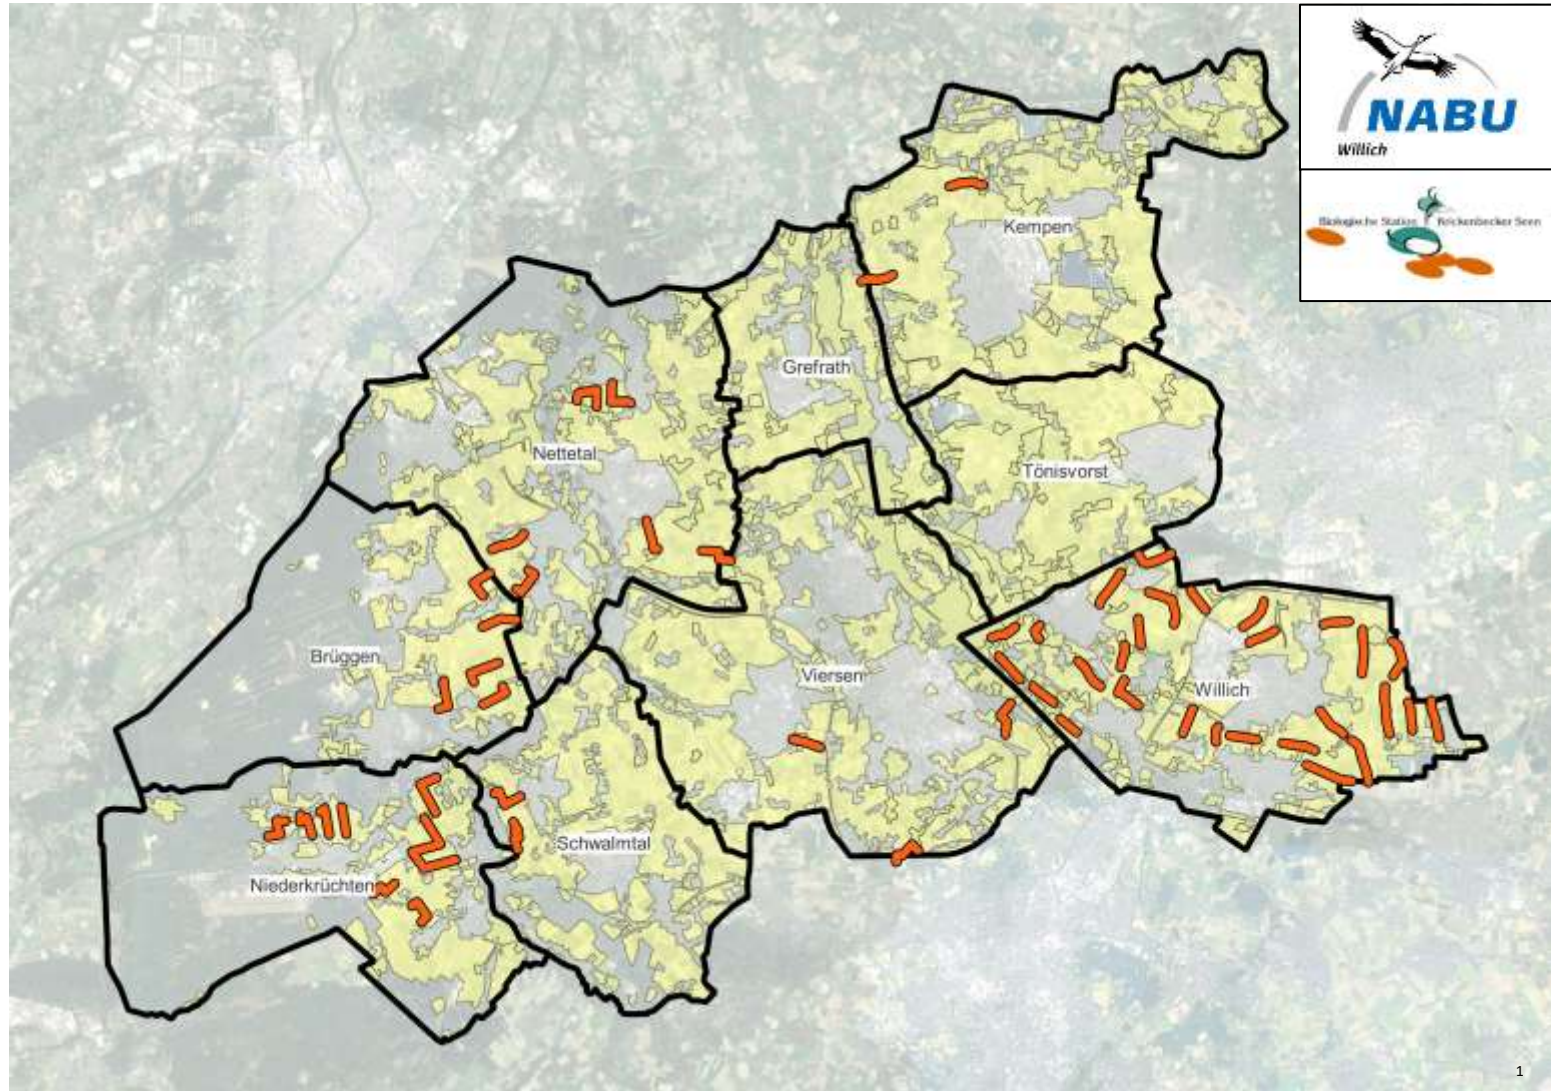 NABU
Willich
Biologische Station Krickenbecker Seen
Kempen
Grefrath
Nettetal
Tönisvorst
Brüggen
Viersen
Willich
Schwalmtal
Niederkrüchten
1